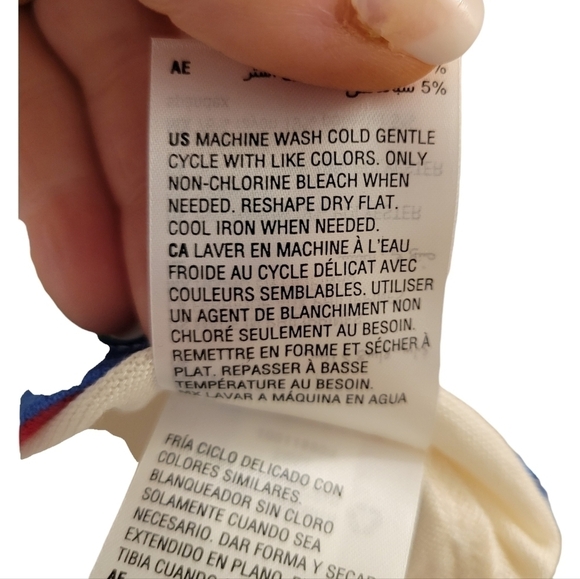 AE
%
5%
US MACHINE WASH COLD GENTLE
CYCLE WITH LIKE COLORS. ONLY
NON-CHLORINE BLEACH WHEN
NEEDED. RESHAPE DRY FLAT.
COOL IRON WHEN NEEDED.
CA LAVER EN MACHINE À L'EAU
FROIDE AU CYCLE DÉLICAT AVEC
COULEURS SEMBLABLES. UTILISER
UN AGENT DE BLANCHIMENT NON
CHLORÉ SEULEMENT AU BESOIN.
REMETTRE EN FORME ET SÉCHER À
PLAT. REPASSER À BASSE
TEMPÉRATURE AU BESOIN.
MX LAVAR A MÁQUINA EN AGUA
FRÍA CICLO DELICADO CON
COLORES SIMILARES.
BLANQUEADOR SIN CLORO
SOLAMENTE CUANDO SEA
NECESARIO. DAR FORMA Y SECAR
EXTENDIDO EN PLANO.
TIBIA CUANDO
AE